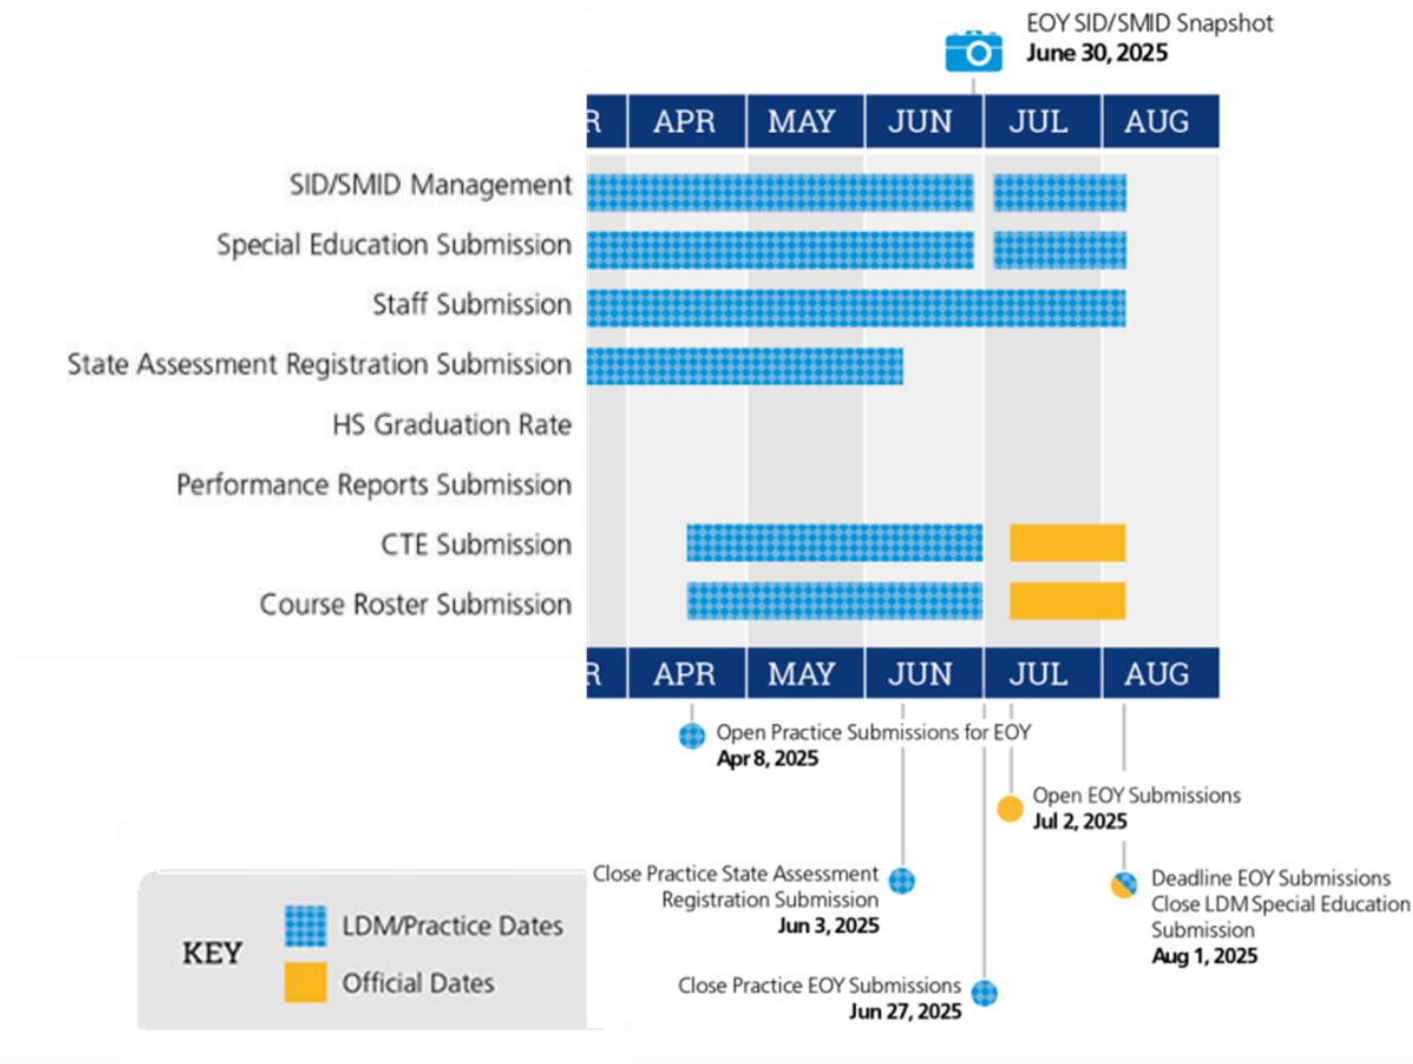 EOY SID/SMID Snapshot
June 30, 2025
R APR MAY JUN JUL AUG
SID/SMID Management
Special Education Submission
Staff Submission
State Assessment Registration Submission
HS Graduation Rate
Performance Reports Submission
CTE Submission
Course Roster Submission
R APR MAY JUN JUL AUG
Open Practice Submissions for EOY
Apr 8, 2025
Open EOY Submissions
Jul 2, 2025
Close Practice State Assessment
Registration Submission
Jun 3, 2025
Deadline EOY Submissions
Close LDM Special Education
Submission
Aug 1, 2025
Close Practice EOY Submissions
Jun 27, 2025
KEY
LDM/Practice Dates
Official Dates